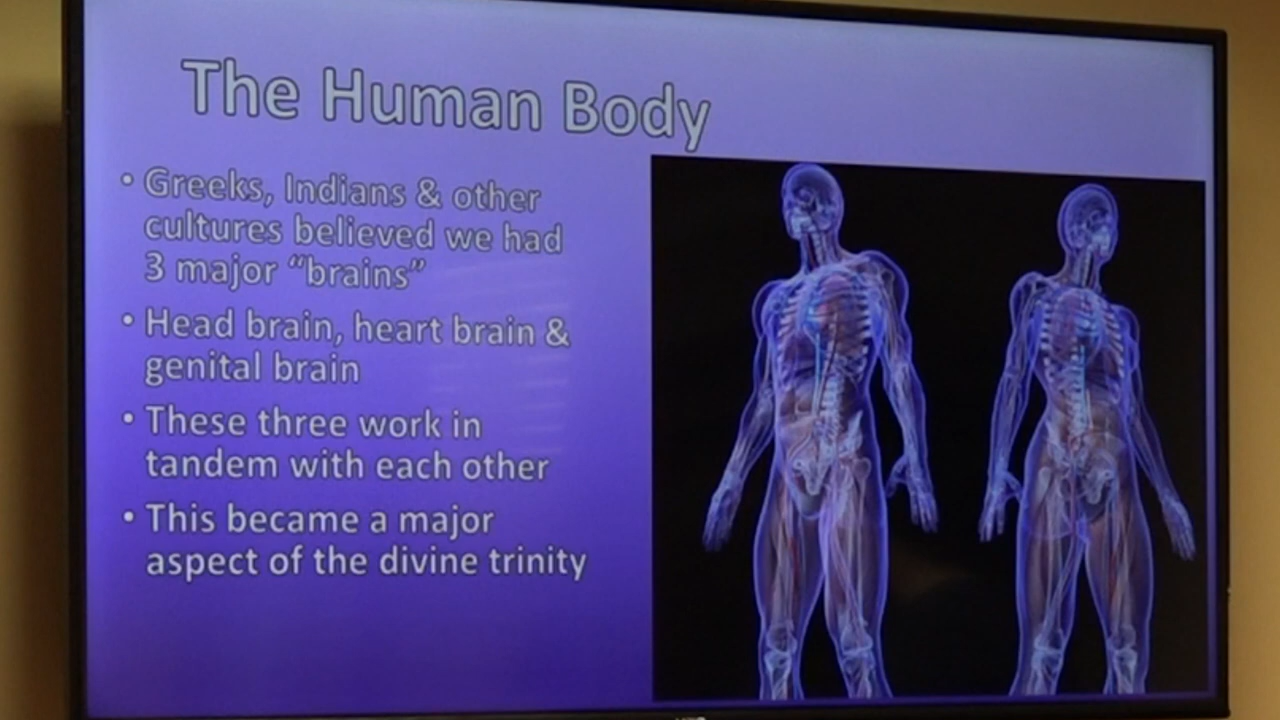 The Human Body
• Greeks, Indians & other
cultures believed we had
3 major “brains”
• Head brain, heart brain &
genital brain
• These three work in
tandem with each other
• This became a major
aspect of the divine trinity